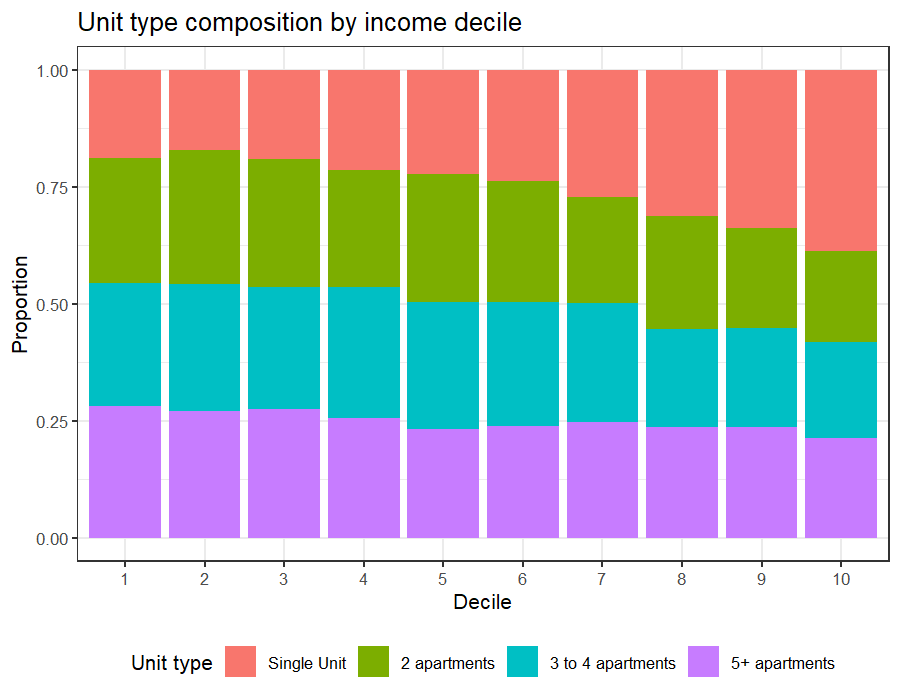 Unit type composition by income decile
1.00
0.75
0.50
0.25
0.00
Proportion
1 2 3 4 5 6 7 8 9 10
Decile
Unit type Single Unit 2 apartments 3 to 4 apartments 5+ apartments